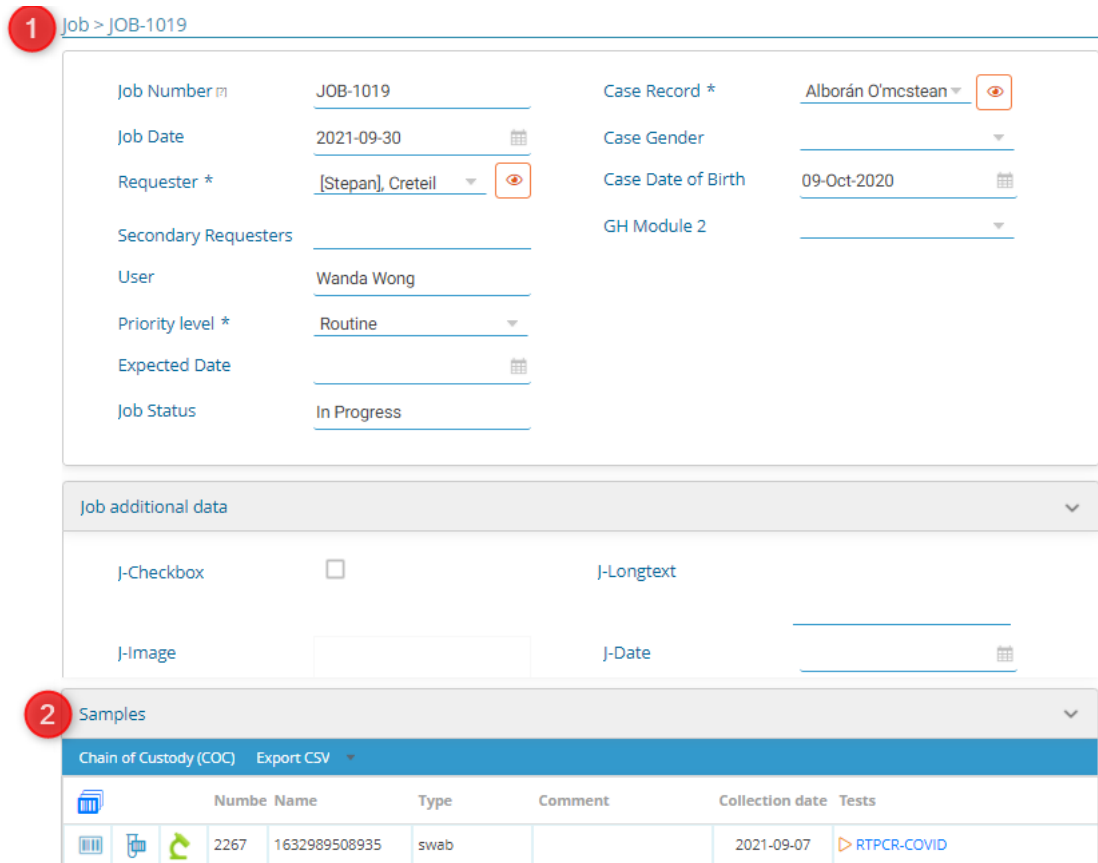 1 Job > JOB-1019
Job Number [?] JOB-1019 Case Record * Alborán O'mcstean
Job Date 2021-09-30 Case Gender
Requester * [Stepan], Creteil Case Date of Birth 09-Oct-2020
Secondary Requesters GH Module 2
User Wanda Wong
Priority level * Routine
Expected Date
Job Status In Progress
Job additional data
J-Checkbox J-Longtext
J-Image J-Date
2 Samples
Chain of Custody (COC) Export CSV
Numbe Name Type Comment Collection date Tests
2267 1632989508935 swab 2021-09-07 RTPCR-COVID